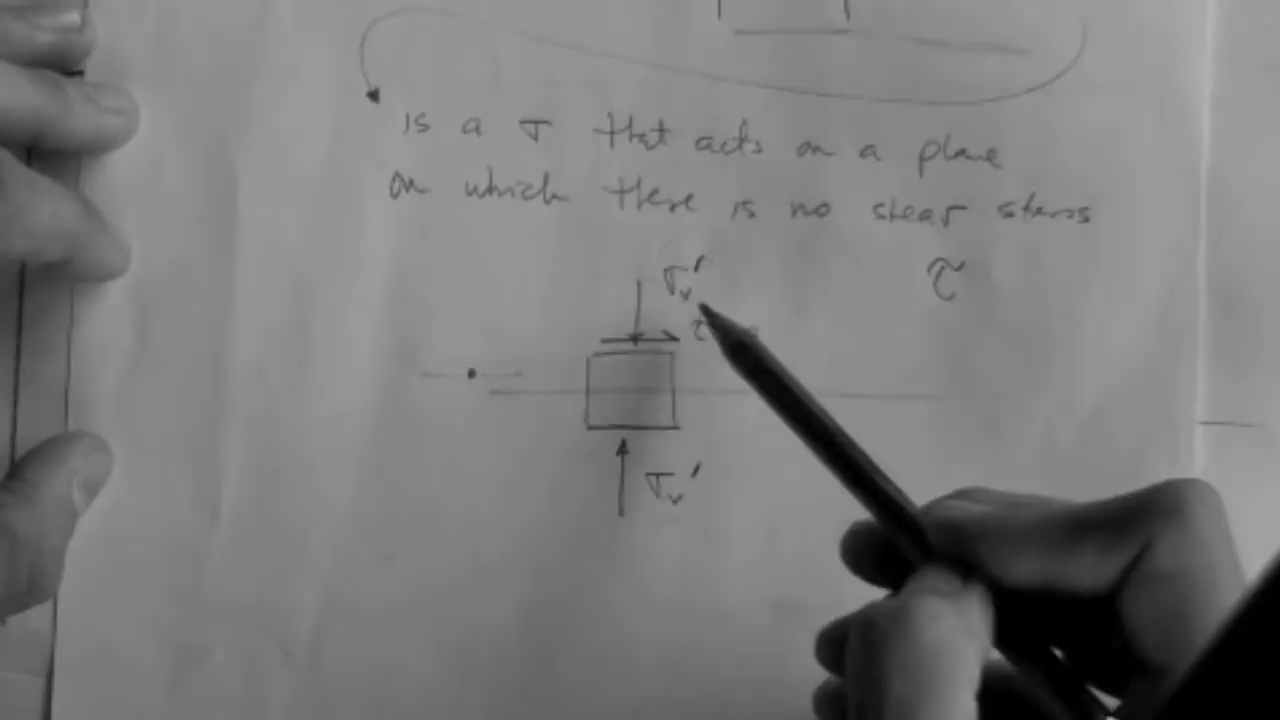 is a σ that acts on a plane
on which there is no shear stress
τ
σv'
τ
σv'